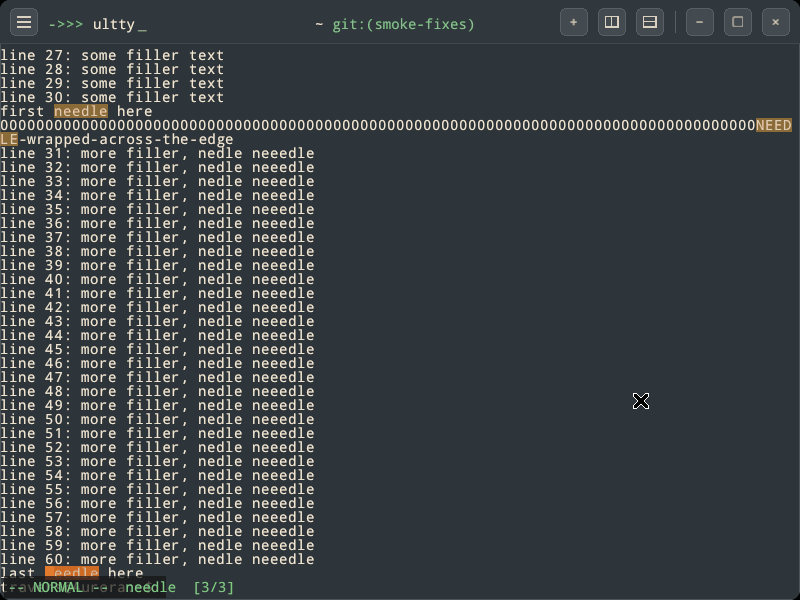 ->>> ultty_
~ git:(smoke-fixes)
line 27: some filler text
line 28: some filler text
line 29: some filler text
line 30: some filler text
first needle here
OOOOOOOOOOOOOOOOOOOOOOOOOOOOOOOOOOOOOOOOOOOOOOOOOOOOOOOOOOOOOOOOOOOOOOOOOOOOOOOOOOOONEED
LE-wrapped-across-the-edge
line 31: more filler, nedle neeedle
line 32: more filler, nedle neeedle
line 33: more filler, nedle neeedle
line 34: more filler, nedle neeedle
line 35: more filler, nedle neeedle
line 36: more filler, nedle neeedle
line 37: more filler, nedle neeedle
line 38: more filler, nedle neeedle
line 39: more filler, nedle neeedle
line 40: more filler, nedle neeedle
line 41: more filler, nedle neeedle
line 42: more filler, nedle neeedle
line 43: more filler, nedle neeedle
line 44: more filler, nedle neeedle
line 45: more filler, nedle neeedle
line 46: more filler, nedle neeedle
line 47: more filler, nedle neeedle
line 48: more filler, nedle neeedle
line 49: more filler, nedle neeedle
line 50: more filler, nedle neeedle
line 51: more filler, nedle neeedle
line 52: more filler, nedle neeedle
line 53: more filler, nedle neeedle
line 54: more filler, nedle neeedle
line 55: more filler, nedle neeedle
line 56: more filler, nedle neeedle
line 57: more filler, nedle neeedle
line 58: more filler, nedle neeedle
line 59: more filler, nedle neeedle
line 60: more filler, nedle neeedle
last eedle here
-- NORMAL -- needle [3/3]